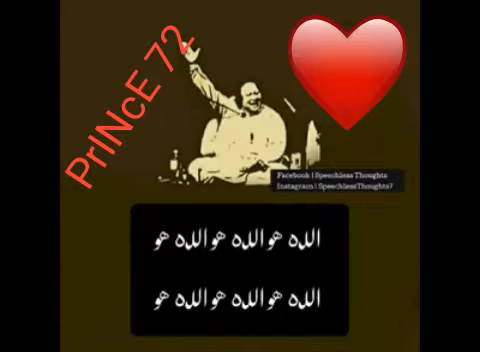 PrINcE 72
Facebook | Speechless Thoughts
Instagram | SpeechlessThoughts7
الله هو الله هو الله هو
الله هو الله هو الله هو